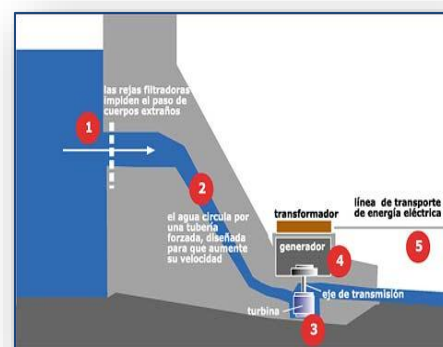 las rejas filtradoras
impiden el paso de
cuerpos extraños
1
2
el agua circula por
una tubería
forzada, diseñada
para que aumente
su velocidad
transformador
línea de transporte
de energía eléctrica
5
generador
4
eje de transmisión
turbina
3